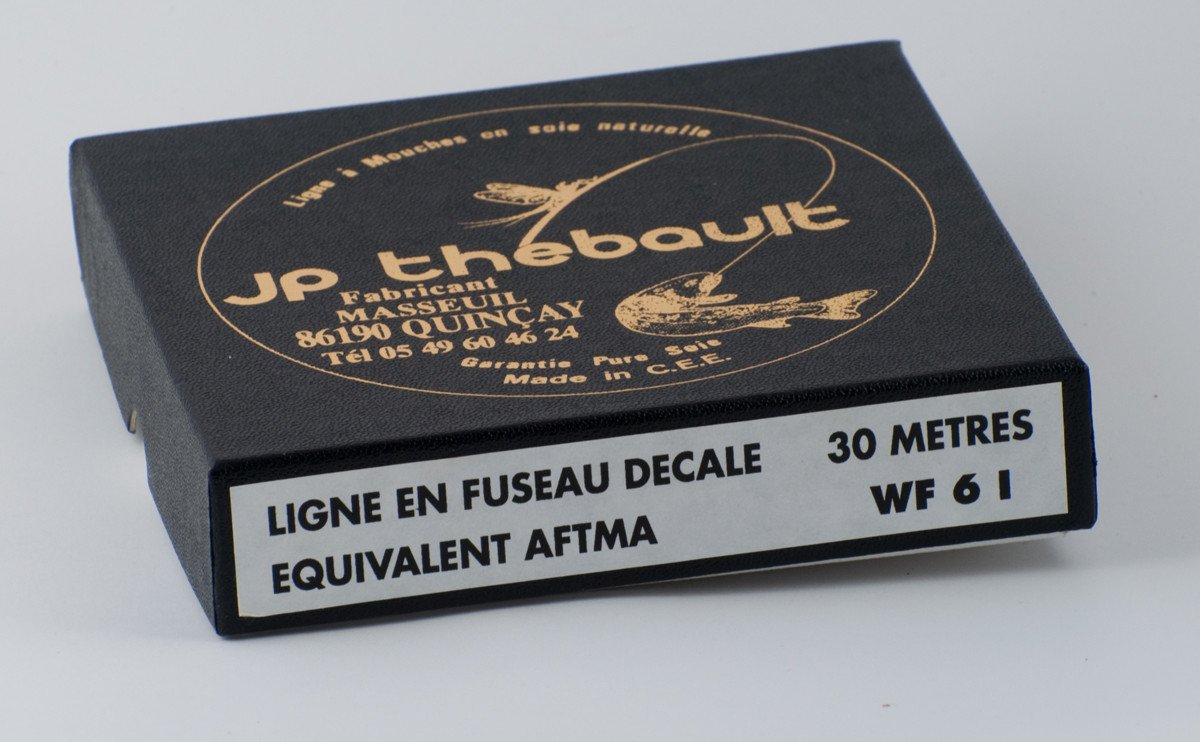 Ligne à Mouches en soie naturelle
JP thebault
Fabricant
MASSEUIL
86190 QUINÇAY
Tél 05 49 60 46 24
Garantie Pure Soie
Made in C.E.E.
LIGNE EN FUSEAU DECALE 30 METRES
EQUIVALENT AFTMA WF 6 I